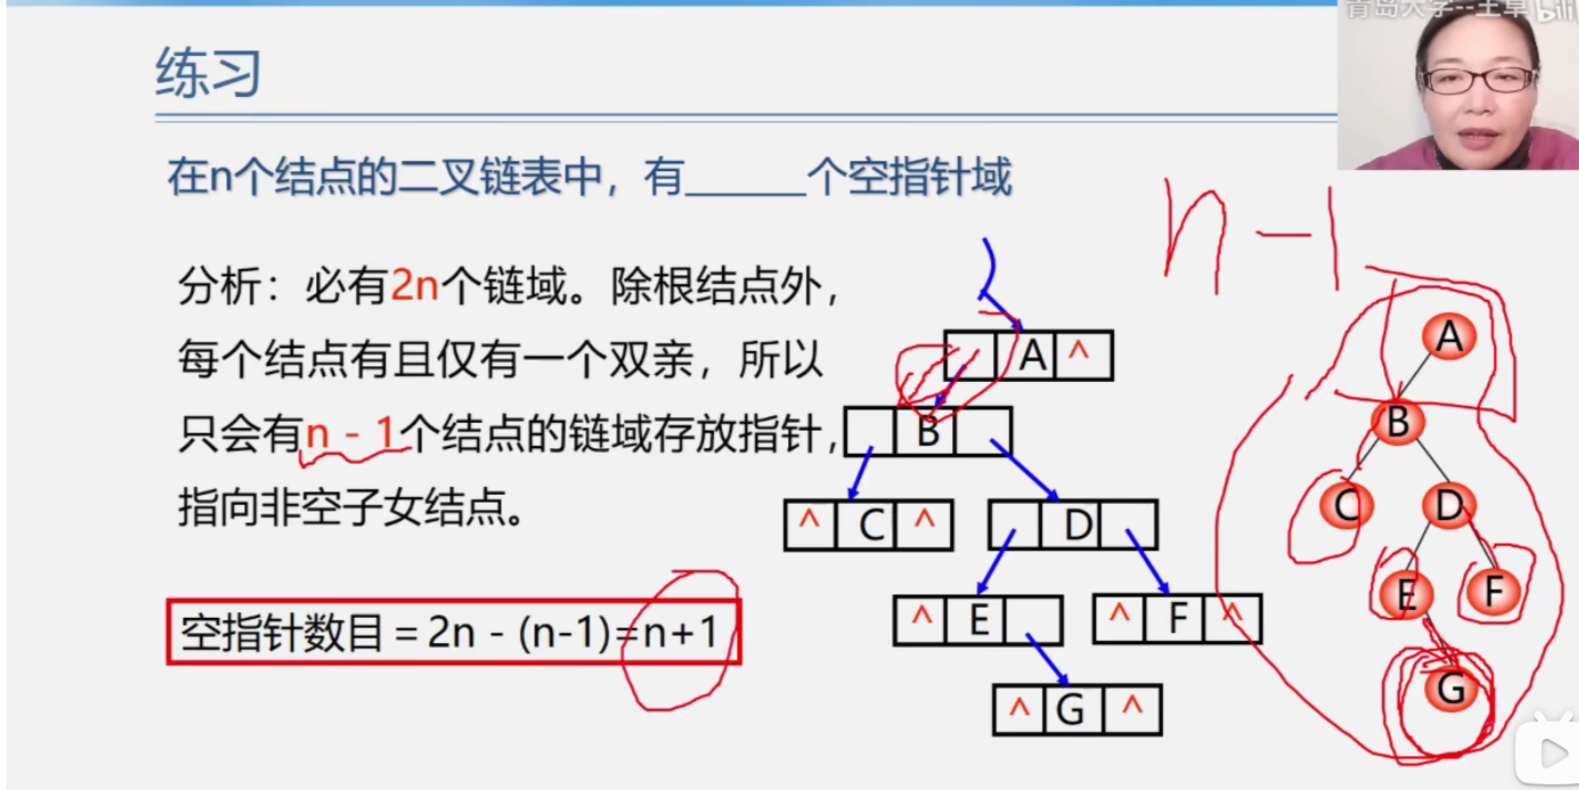 青岛大学--王卓 bili
练习
在n个结点的二叉链表中，有______个空指针域
n-1
分析：必有2n个链域。除根结点外，
每个结点有且仅有一个双亲，所以
只会有n - 1个结点的链域存放指针，
指向非空子女结点。
空指针数目＝2n - (n-1)=n+1
A ^
B
^ C ^
D
^ E
^ F ^
^ G ^
A
B
C D
E F
G